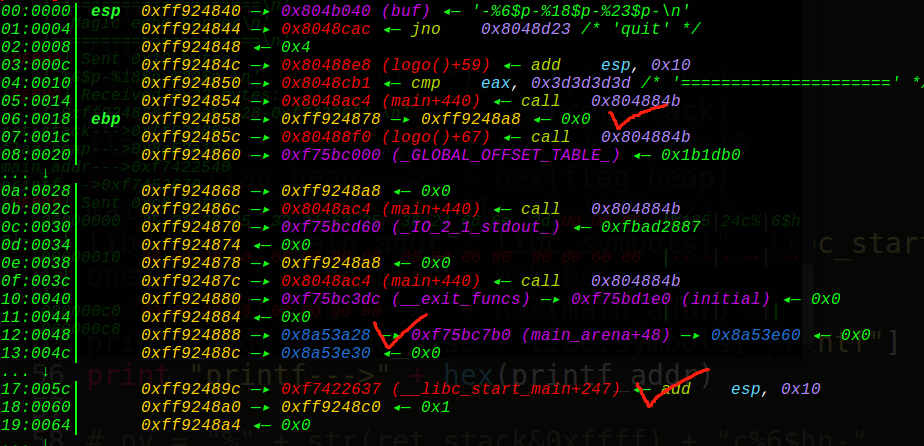 00:0000│ esp 0xff924840 —▸ 0x804b040 (buf) ◂— '-%6$p-%18$p-%23$p-\n'
01:0004│ 0xff924844 —▸ 0x8048cac ◂— jno 0x8048d23 /* 'quit' */
02:0008│ 0xff924848 ◂— 0x4
03:000c│ 0xff92484c —▸ 0x80488e8 (logo()+59) ◂— add esp, 0x10
04:0010│ 0xff924850 —▸ 0x8048cb1 ◂— cmp eax, 0x3d3d3d3d /* '=====================' *
05:0014│ 0xff924854 —▸ 0x8048ac4 (main+440) ◂— call 0x804884b
06:0018│ ebp 0xff924858 —▸ 0xff924878 —▸ 0xff9248a8 ◂— 0x0
07:001c│ 0xff92485c —▸ 0x80488f0 (logo()+67) ◂— call 0x804884b
08:0020│ 0xff924860 —▸ 0xf75bc000 (_GLOBAL_OFFSET_TABLE_) ◂— 0x1b1db0
... ↓
0a:0028│ 0xff924868 —▸ 0xff9248a8 ◂— 0x0
0b:002c│ 0xff92486c —▸ 0x8048ac4 (main+440) ◂— call 0x804884b
0c:0030│ 0xff924870 —▸ 0xf75bcd60 (_IO_2_1_stdout_) ◂— 0xfbad2887
0d:0034│ 0xff924874 ◂— 0x0
0e:0038│ 0xff924878 —▸ 0xff9248a8 ◂— 0x0
0f:003c│ 0xff92487c —▸ 0x8048ac4 (main+440) ◂— call 0x804884b
10:0040│ 0xff924880 —▸ 0xf75bc3dc (__exit_funcs) —▸ 0xf75bd1e0 (initial) ◂— 0x0
11:0044│ 0xff924884 ◂— 0x0
12:0048│ 0xff924888 —▸ 0x8a53a28 —▸ 0xf75bc7b0 (main_arena+48) —▸ 0x8a53e60 ◂— 0x0
13:004c│ 0xff92488c —▸ 0x8a53e30 ◂— 0x0
... ↓
56 print "printf--->" + hex(printf_addr)
17:005c│ 0xff92489c —▸ 0xf7422637 (__libc_start_main+247) ◂— add esp, 0x10
18:0060│ 0xff9248a0 —▸ 0xff9248c0 ◂— 0x1
19:0064│ 0xff9248a4 ◂— 0x0
... ↓